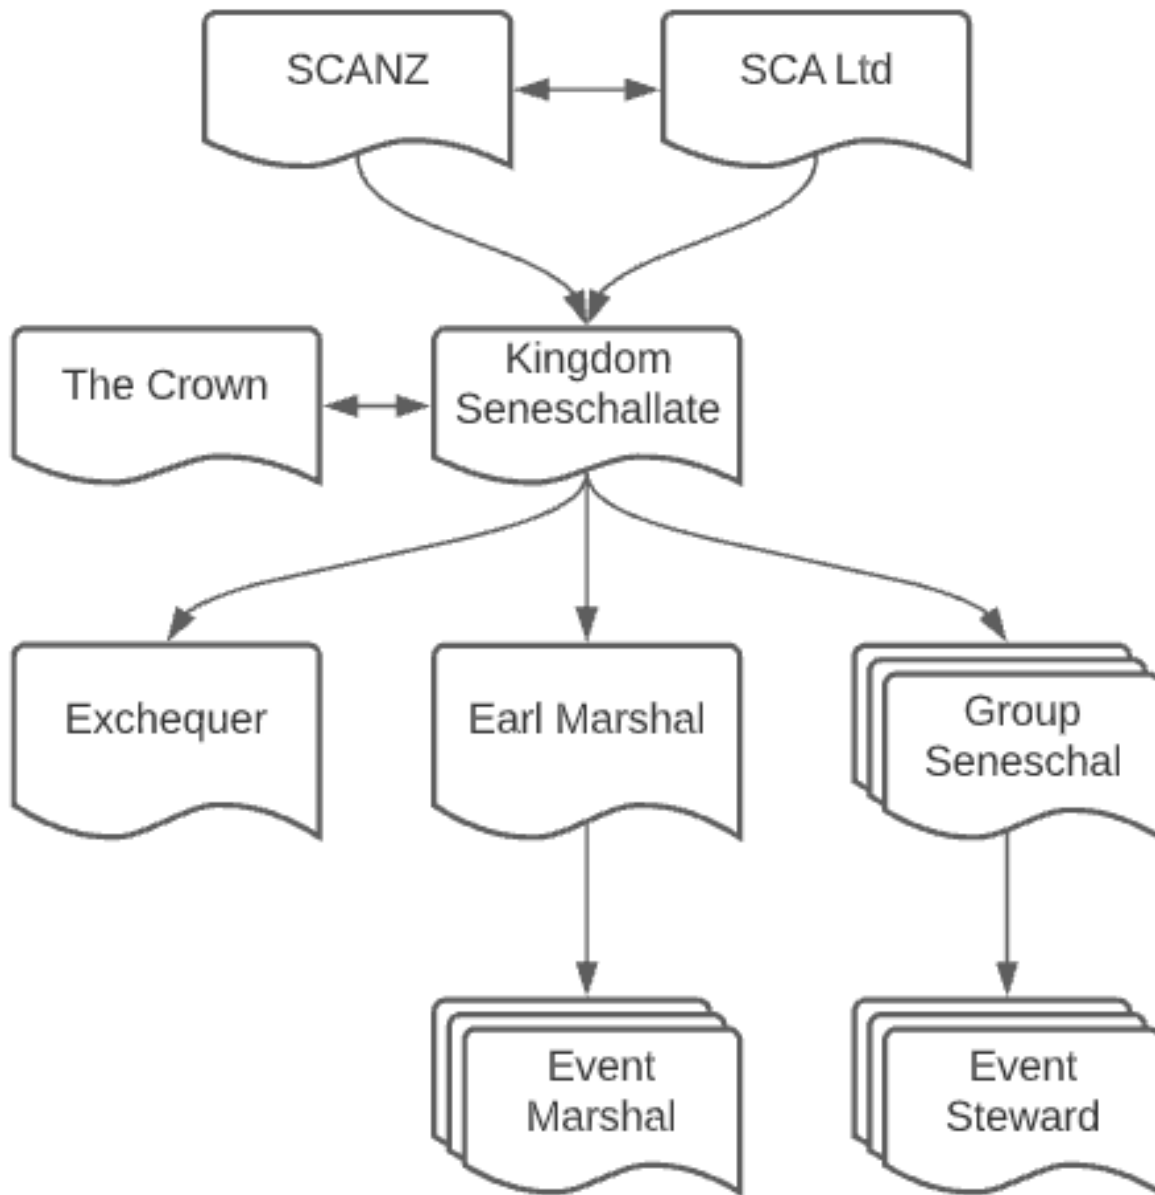 SCANZ
SCA Ltd
The Crown
Kingdom
Seneschallate
Exchequer
Earl Marshal
Group
Seneschal
Event
Marshal
Event
Steward